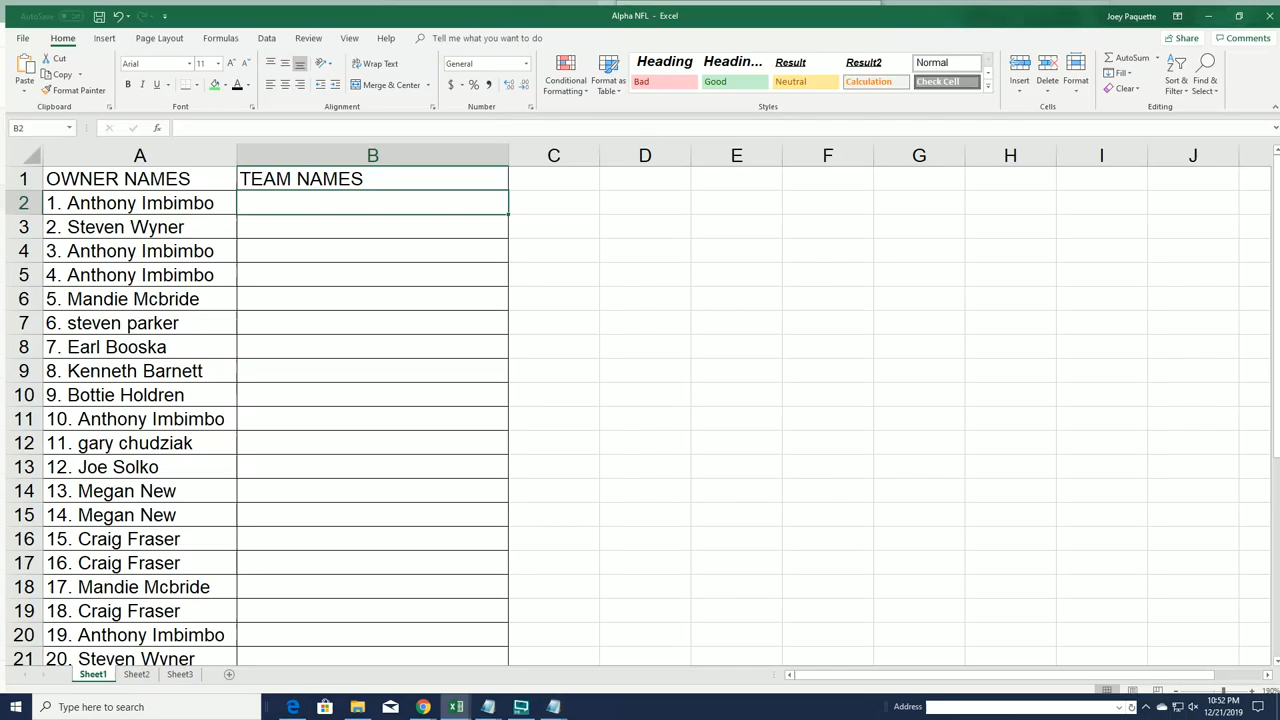 AutoSave
Alpha NFL - Excel
Joey Paquette
File Home Insert Page Layout Formulas Data Review View Help Tell me what you want to do
Share Comments
Paste
Cut
Copy
Format Painter
Clipboard
Arial 11
Font
Wrap Text
Merge & Center
Alignment
General
Number
Conditional Formatting
Format as Table
Heading Headin... Result Result2 Normal
Bad Good Neutral Calculation Check Cell
Styles
Insert Delete Format
Cells
AutoSum
Fill
Clear
Sort & Filter
Find & Select
Editing
B2
fx
A B C D E F G H I J
1 OWNER NAMES TEAM NAMES
2 1. Anthony Imbimbo
3 2. Steven Wyner
4 3. Anthony Imbimbo
5 4. Anthony Imbimbo
6 5. Mandie Mcbride
7 6. steven parker
8 7. Earl Booska
9 8. Kenneth Barnett
10 9. Bottie Holdren
11 10. Anthony Imbimbo
12 11. gary chudziak
13 12. Joe Solko
14 13. Megan New
15 14. Megan New
16 15. Craig Fraser
17 16. Craig Fraser
18 17. Mandie Mcbride
19 18. Craig Fraser
20 19. Anthony Imbimbo
21 20. Steven Wyner
Sheet1 Sheet2 Sheet3
190%
Type here to search
Address
10:52 PM
12/21/2019